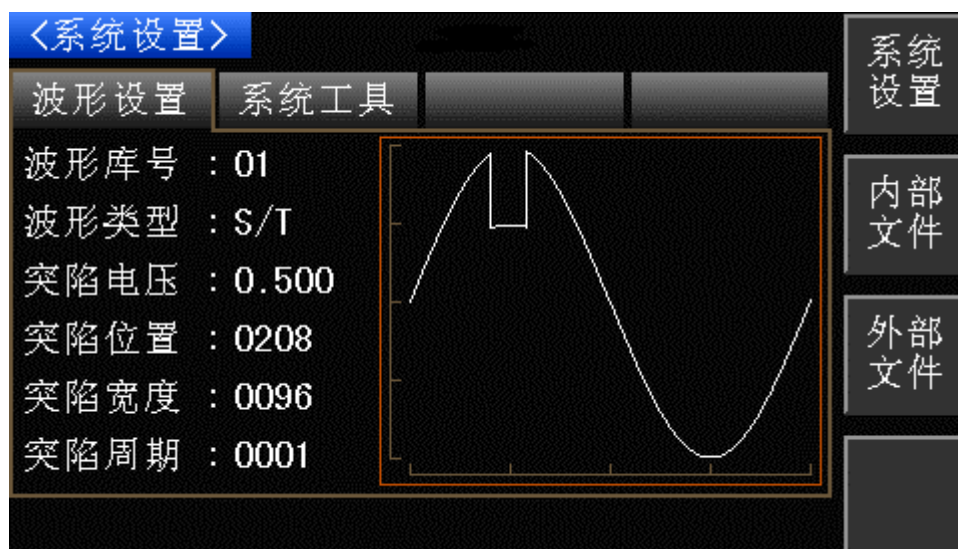 <系统设置>
波形设置 系统工具
波形库号 : 01
波形类型 : S/T
突陷电压 : 0.500
突陷位置 : 0208
突陷宽度 : 0096
突陷周期 : 0001
系统
设置
内部
文件
外部
文件